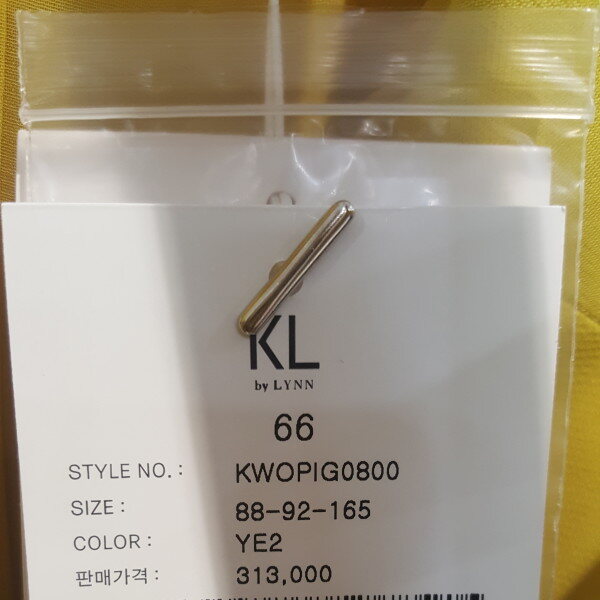 KL
by LYNN
66
STYLE NO. : KWOPIG0800
SIZE : 88-92-165
COLOR : YE2
판매가격 : 313,000